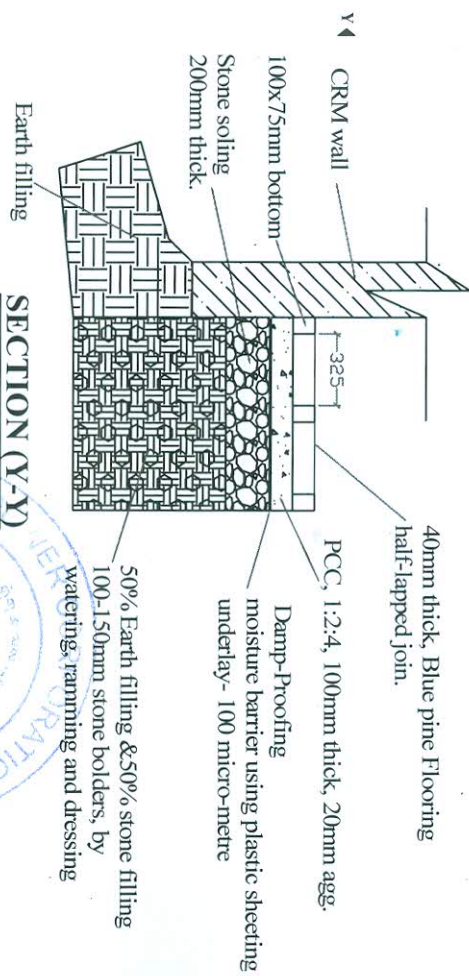 Y
CRM wall
100x75mm bottom
Stone soling
200mm thick.
Earth filling
325
40mm thick, Blue pine Flooring
half-lapped join.
PCC, 1:2:4, 100mm thick, 20mm agg.
Damp-Proofing
moisture barrier using plastic sheeting
underlay- 100 micro-metre
50% Earth filling &50% stone filling
100-150mm stone bolders, by
watering, ramming and dressing
SECTION (Y-Y)